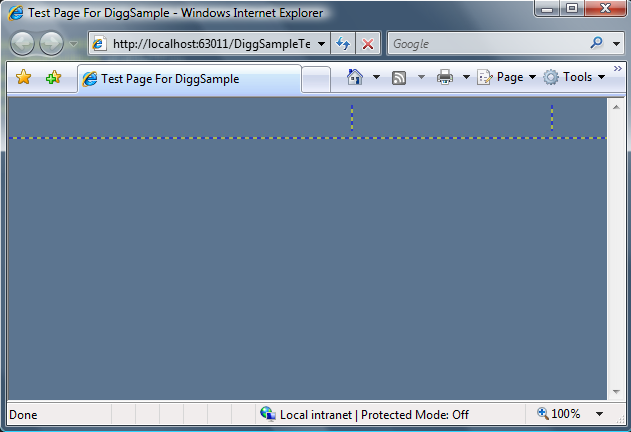 Test Page For DiggSample - Windows Internet Explorer
http://localhost:63011/DiggSampleTe
Google
Test Page For DiggSample
Page
Tools
»
Done
Local intranet | Protected Mode: Off
100%